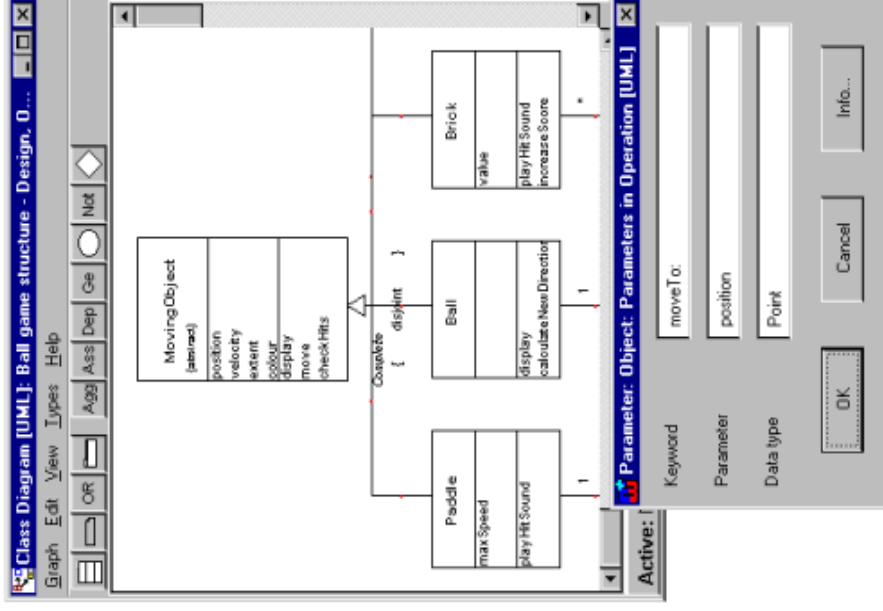 Class Diagram [UML]: Ball game structure - Design, O...
Graph Edit View Types Help
OR Agg Ass Dep Ge Not
MovingObject
position
velocity
extent
colour
display
move
checkHits
Complete
{ disjoint }
Paddle
maxSpeed
playHitSound
1
Ball
display
calculateNewDirection
1
Brick
value
playHitSound
increaseScore
*
Active:
Parameter: Object: Parameters in Operation [UML]
Keyword moveTo:
Parameter position
Data type Point
OK Cancel Info...